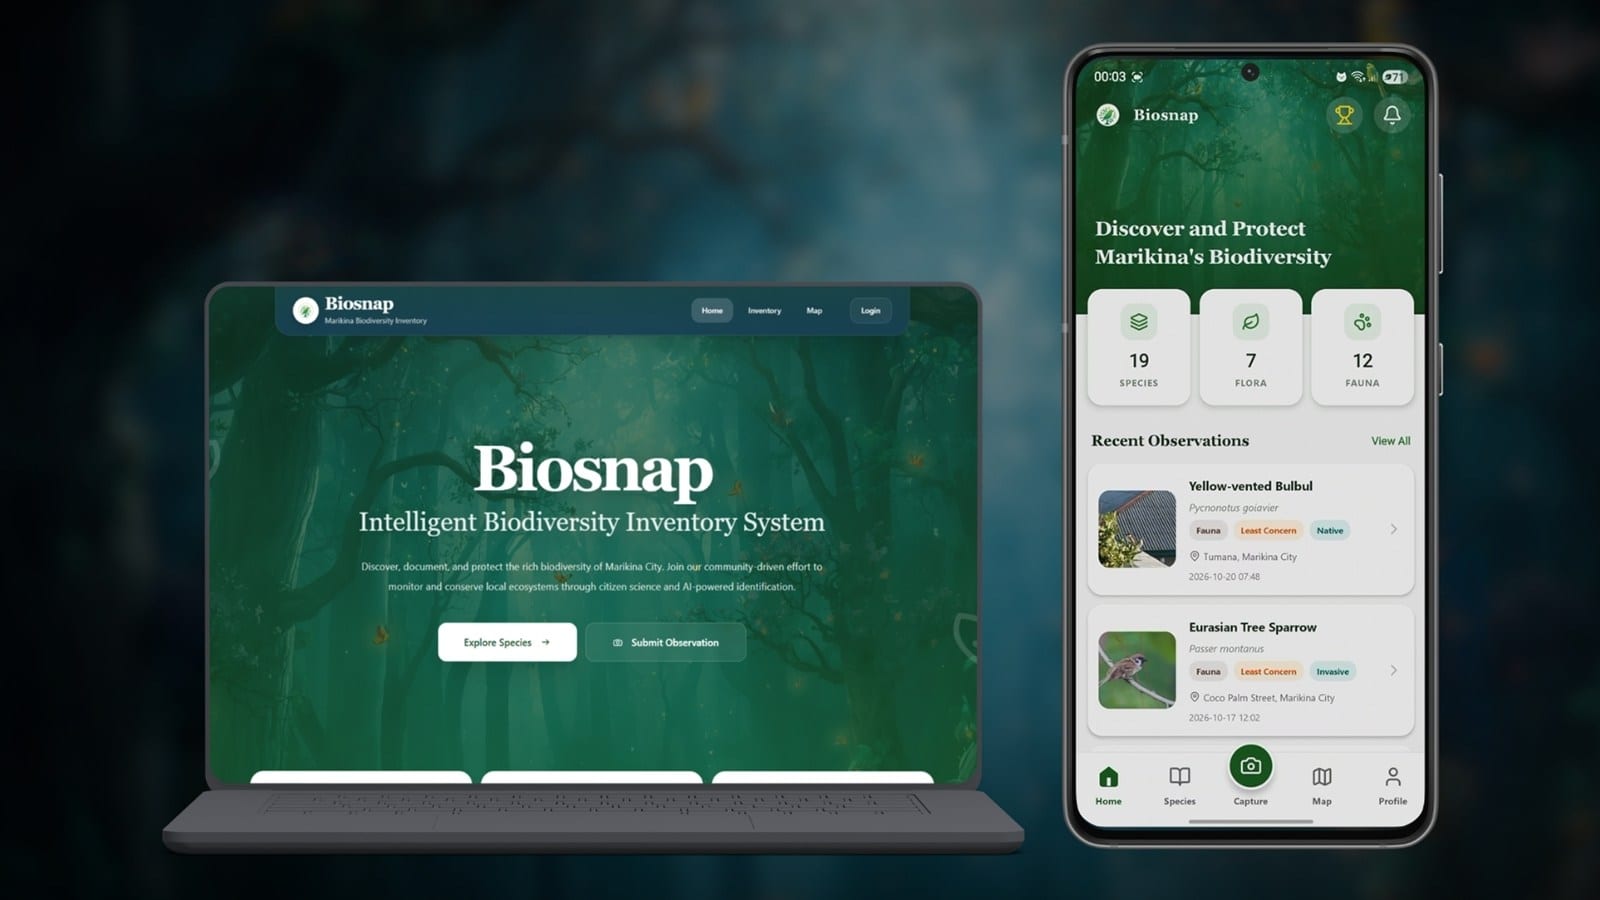 Biosnap
Marikina Biodiversity Inventory
Home
Inventory
Map
Login
Biosnap
Intelligent Biodiversity Inventory System
Discover, document, and protect the rich biodiversity of Marikina City. Join our community-driven effort to
monitor and conserve local ecosystems through citizen science and AI-powered identification.
Explore Species
Submit Observation
00:03
71
Biosnap
Discover and Protect
Marikina's Biodiversity
19
SPECIES
7
FLORA
12
FAUNA
Recent Observations
View All
Yellow-vented Bulbul
Pycnonotus goiavier
Fauna
Least Concern
Native
Tumana, Marikina City
2026-10-20 07:48
Eurasian Tree Sparrow
Passer montanus
Fauna
Least Concern
Invasive
Coco Palm Street, Marikina City
2026-10-17 12:02
Home
Species
Capture
Map
Profile